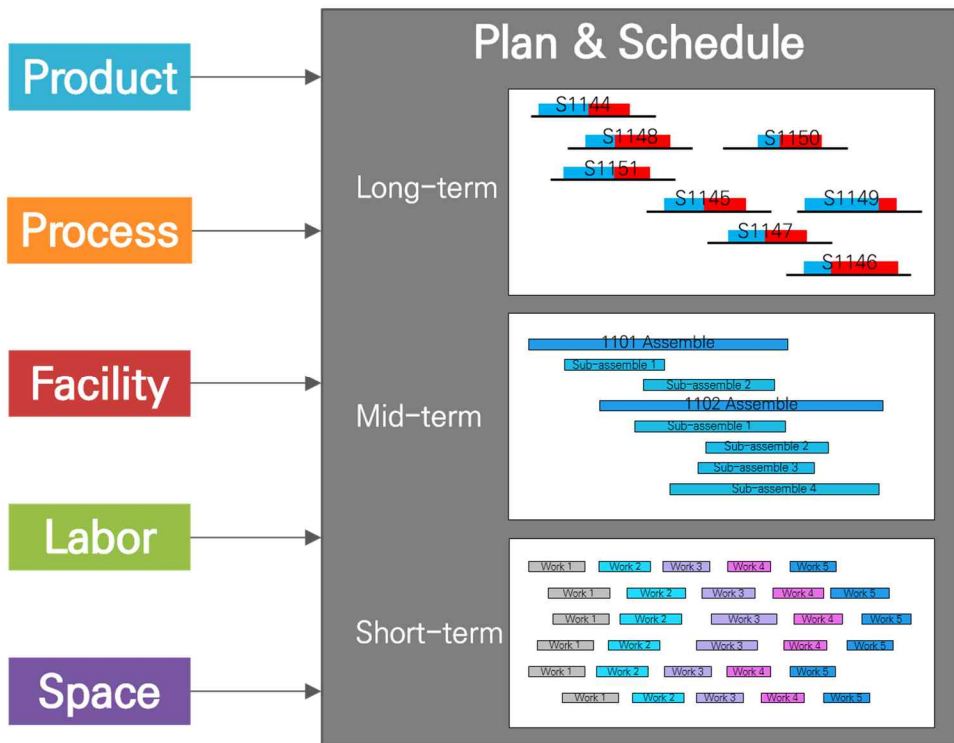 Plan & Schedule
Product
Process
Facility
Labor
Space
Long-term
S1144
S1148
S1150
S1151
S1145
S1149
S1147
S1146
Mid-term
1101 Assemble
Sub-assemble 1
Sub-assemble 2
1102 Assemble
Sub-assemble 1
Sub-assemble 2
Sub-assemble 3
Sub-assemble 4
Short-term
Work 1 Work 2 Work 3 Work 4 Work 5
Work 1 Work 2 Work 3 Work 4 Work 5
Work 1 Work 2 Work 3 Work 4 Work 5
Work 1 Work 2 Work 3 Work 4 Work 5
Work 1 Work 2 Work 3 Work 4 Work 5
Work 1 Work 2 Work 3 Work 4 Work 5